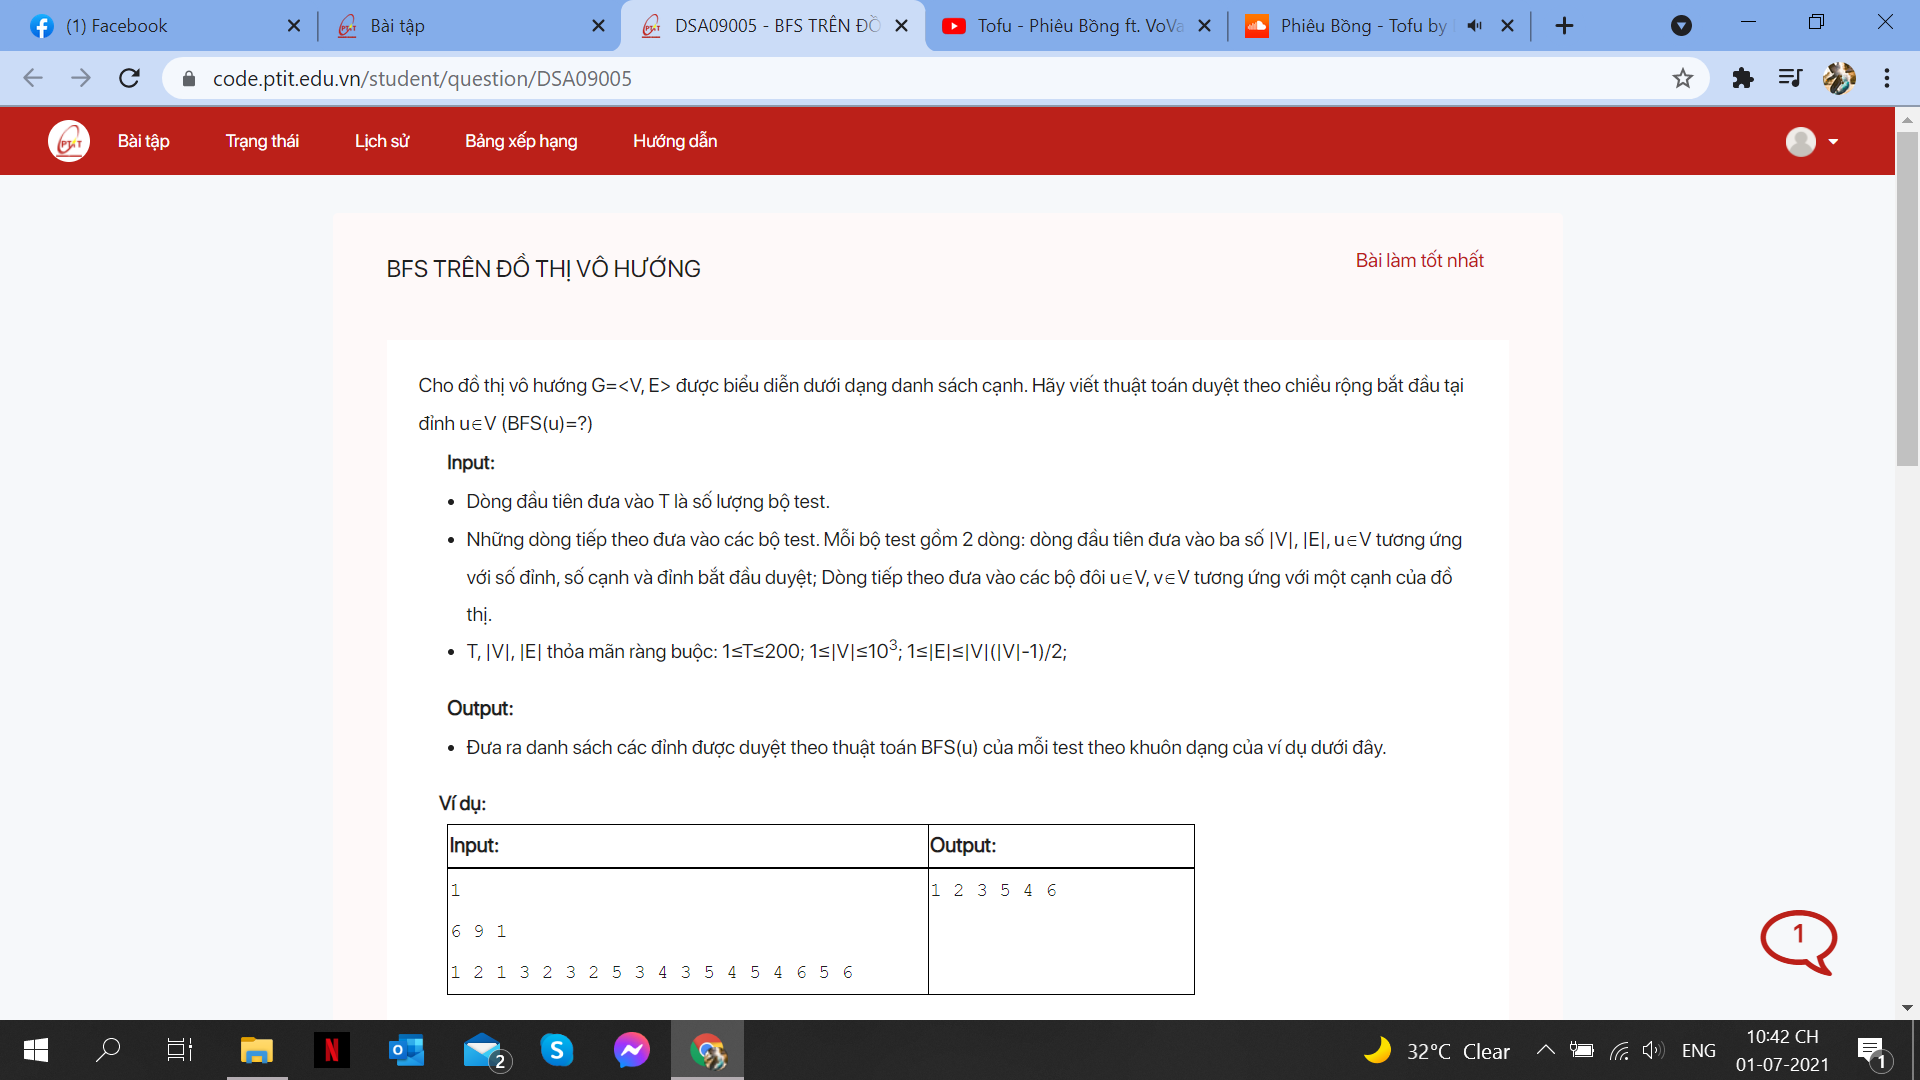 (1) Facebook
Bài tập
DSA09005 - BFS TRÊN ĐỒ
Tofu - Phiêu Bồng ft. VoVa
Phiêu Bồng - Tofu by
code.ptit.edu.vn/student/question/DSA09005
PTIT
Bài tập
Trạng thái
Lịch sử
Bảng xếp hạng
Hướng dẫn
BFS TRÊN ĐỒ THỊ VÔ HƯỚNG
Bài làm tốt nhất
Cho đồ thị vô hướng G=<V, E> được biểu diễn dưới dạng danh sách cạnh. Hãy viết thuật toán duyệt theo chiều rộng bắt đầu tại
đỉnh u∈V (BFS(u)=?)
Input:
• Dòng đầu tiên đưa vào T là số lượng bộ test.
• Những dòng tiếp theo đưa vào các bộ test. Mỗi bộ test gồm 2 dòng: dòng đầu tiên đưa vào ba số |V|, |E|, u∈V tương ứng
với số đỉnh, số cạnh và đỉnh bắt đầu duyệt; Dòng tiếp theo đưa vào các bộ đôi u∈V, v∈V tương ứng với một cạnh của đồ
thị.
• T, |V|, |E| thỏa mãn ràng buộc: 1≤T≤200; 1≤|V|≤10³; 1≤|E|≤|V|(|V|-1)/2;
Output:
• Đưa ra danh sách các đỉnh được duyệt theo thuật toán BFS(u) của mỗi test theo khuôn dạng của ví dụ dưới đây.
Ví dụ:
Input:
Output:
1
1 2 3 5 4 6
6 9 1
1 2 1 3 2 3 2 5 3 4 3 5 4 5 4 6 5 6
1
N
2
S
32°C Clear
ENG
10:42 CH
01-07-2021
1